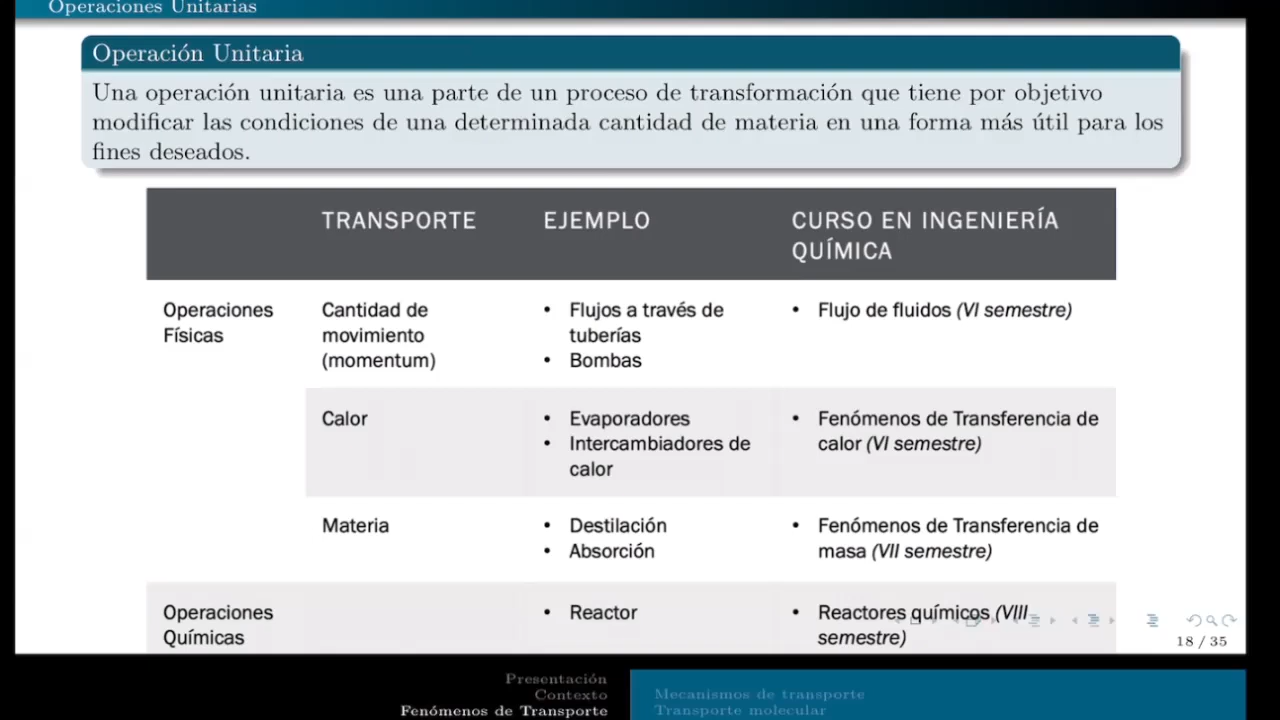 Operaciones Unitarias
Operación Unitaria
Una operación unitaria es una parte de un proceso de transformación que tiene por objetivo
modificar las condiciones de una determinada cantidad de materia en una forma más útil para los
fines deseados.
TRANSPORTE EJEMPLO CURSO EN INGENIERÍA
QUÍMICA
Operaciones Cantidad de • Flujos a través de • Flujo de fluidos (VI semestre)
Físicas movimiento tuberías
(momentum) • Bombas
Calor • Evaporadores • Fenómenos de Transferencia de
• Intercambiadores de calor (VI semestre)
calor
Materia • Destilación • Fenómenos de Transferencia de
• Absorción masa (VII semestre)
Operaciones • Reactor • Reactores químicos (VIII
Químicas semestre)
18 / 35
Presentación
Contexto
Fenómenos de Transporte
Mecanismos de transporte
Transporte molecular